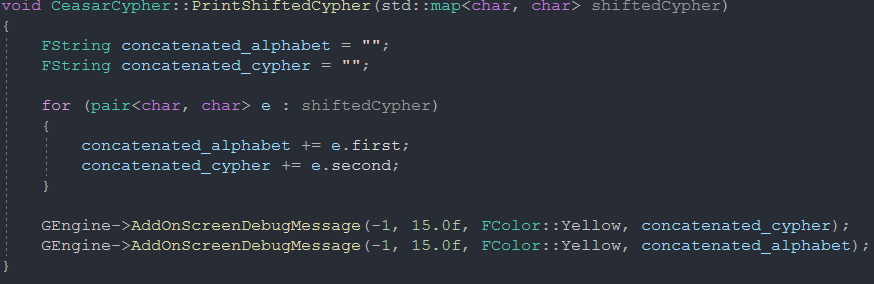 void CeasarCypher::PrintShiftedCypher(std::map<char, char> shiftedCypher)
{
    FString concatenated_alphabet = "";
    FString concatenated_cypher = "";

    for (pair<char, char> e : shiftedCypher)
    {
        concatenated_alphabet += e.first;
        concatenated_cypher += e.second;
    }

    GEngine->AddOnScreenDebugMessage(-1, 15.0f, FColor::Yellow, concatenated_cypher);
    GEngine->AddOnScreenDebugMessage(-1, 15.0f, FColor::Yellow, concatenated_alphabet);
}